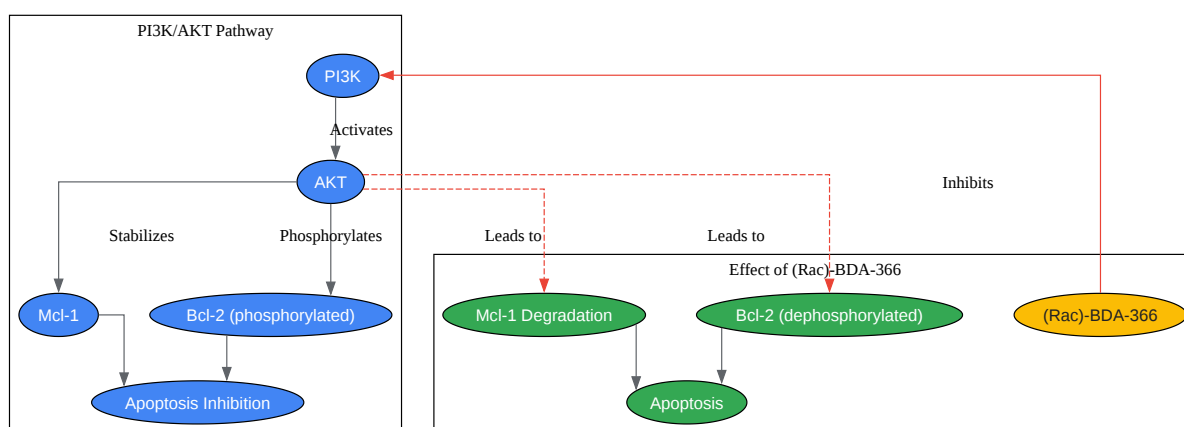 PI3K/AKT Pathway
PI3K
Activates
AKT
Inhibits
Stabilizes
Phosphorylates
Leads to
Leads to
Effect of (Rac)-BDA-366
Mcl-1
Bcl-2 (phosphorylated)
Mcl-1 Degradation
Bcl-2 (dephosphorylated)
(Rac)-BDA-366
Apoptosis Inhibition
Apoptosis